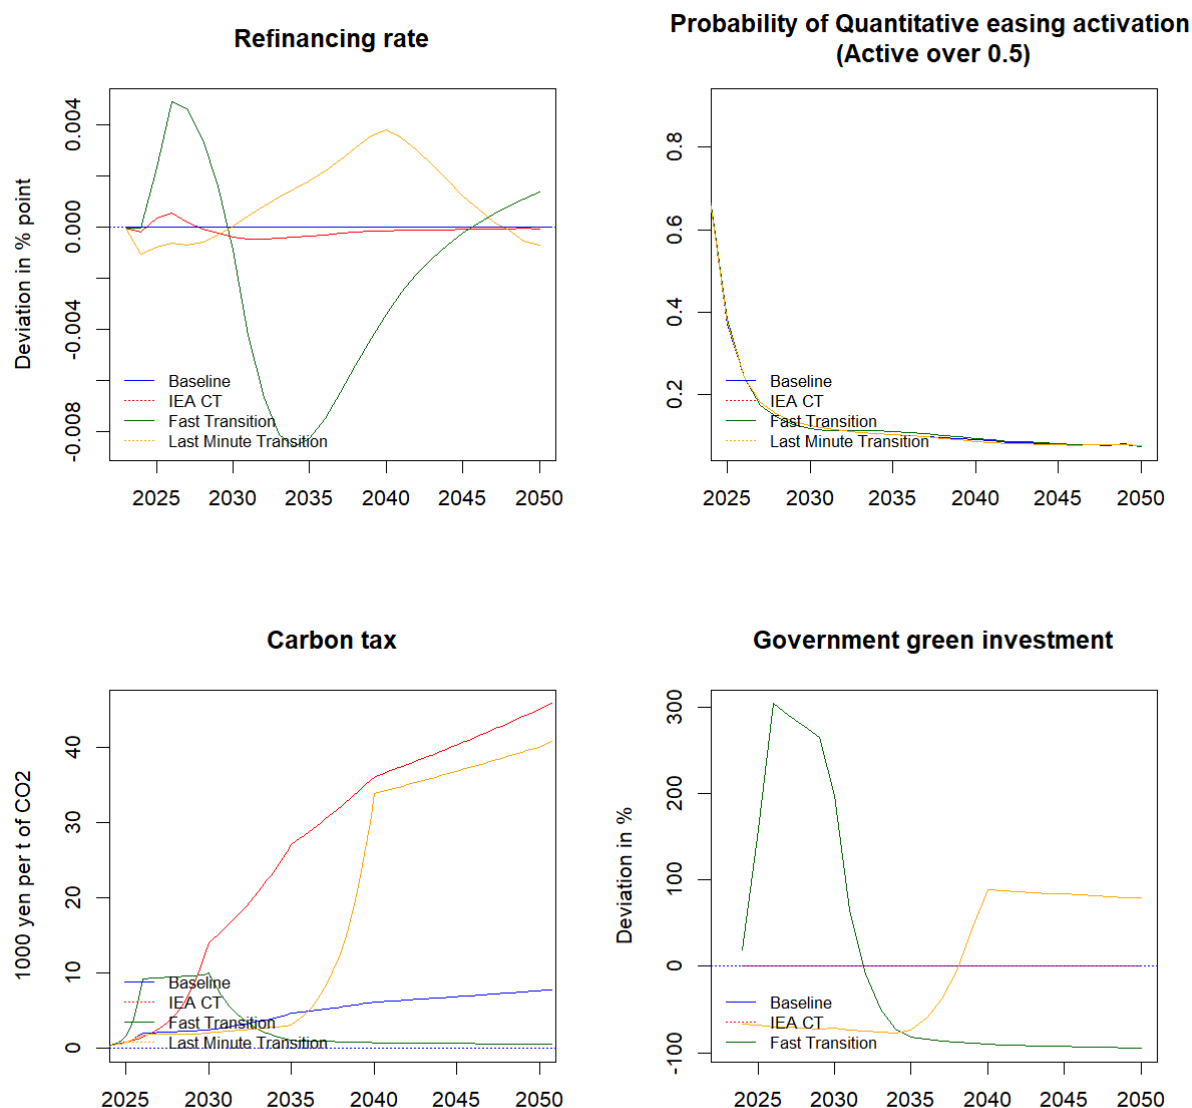 Refinancing rate
Deviation in % point
0.004
0.000
-0.004
-0.008
Baseline
IEA CT
Fast Transition
Last Minute Transition
2025 2030 2035 2040 2045 2050
Probability of Quantitative easing activation
(Active over 0.5)
0.8
0.6
0.4
0.2
Baseline
IEA CT
Fast Transition
Last Minute Transition
2025 2030 2035 2040 2045 2050
Carbon tax
1000 yen per t of CO2
40
30
20
10
0
Baseline
IEA CT
Fast Transition
Last Minute Transition
2025 2030 2035 2040 2045 2050
Government green investment
Deviation in %
300
200
100
0
-100
Baseline
IEA CT
Fast Transition
2025 2030 2035 2040 2045 2050